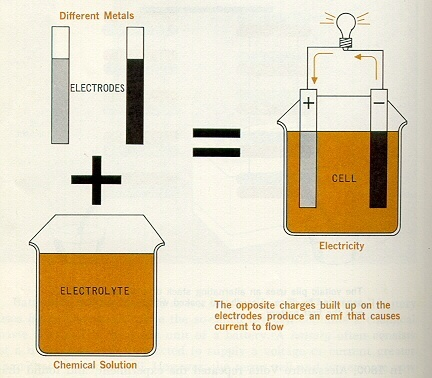 Different Metals
ELECTRODES
+
=
ELECTROLYTE
Chemical Solution
+ −
CELL
Electricity
The opposite charges built up on the
electrodes produce an emf that causes
current to flow